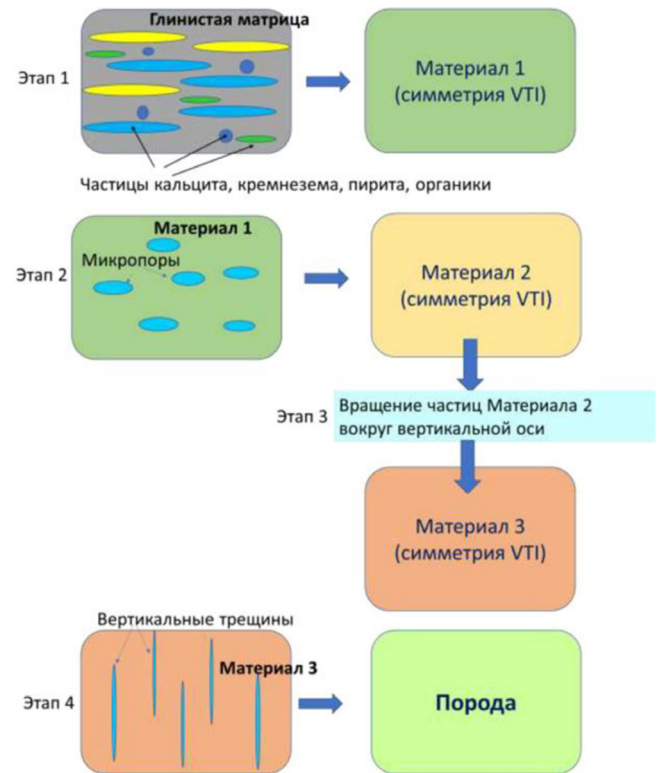 Глинистая матрица
Этап 1
Материал 1
(симметрия VTI)
Частицы кальцита, кремнезема, пирита, органики
Материал 1
Микропоры
Этап 2
Материал 2
(симметрия VTI)
Этап 3
Вращение частиц Материала 2
вокруг вертикальной оси
Материал 3
(симметрия VTI)
Вертикальные трещины
Материал 3
Этап 4
Порода